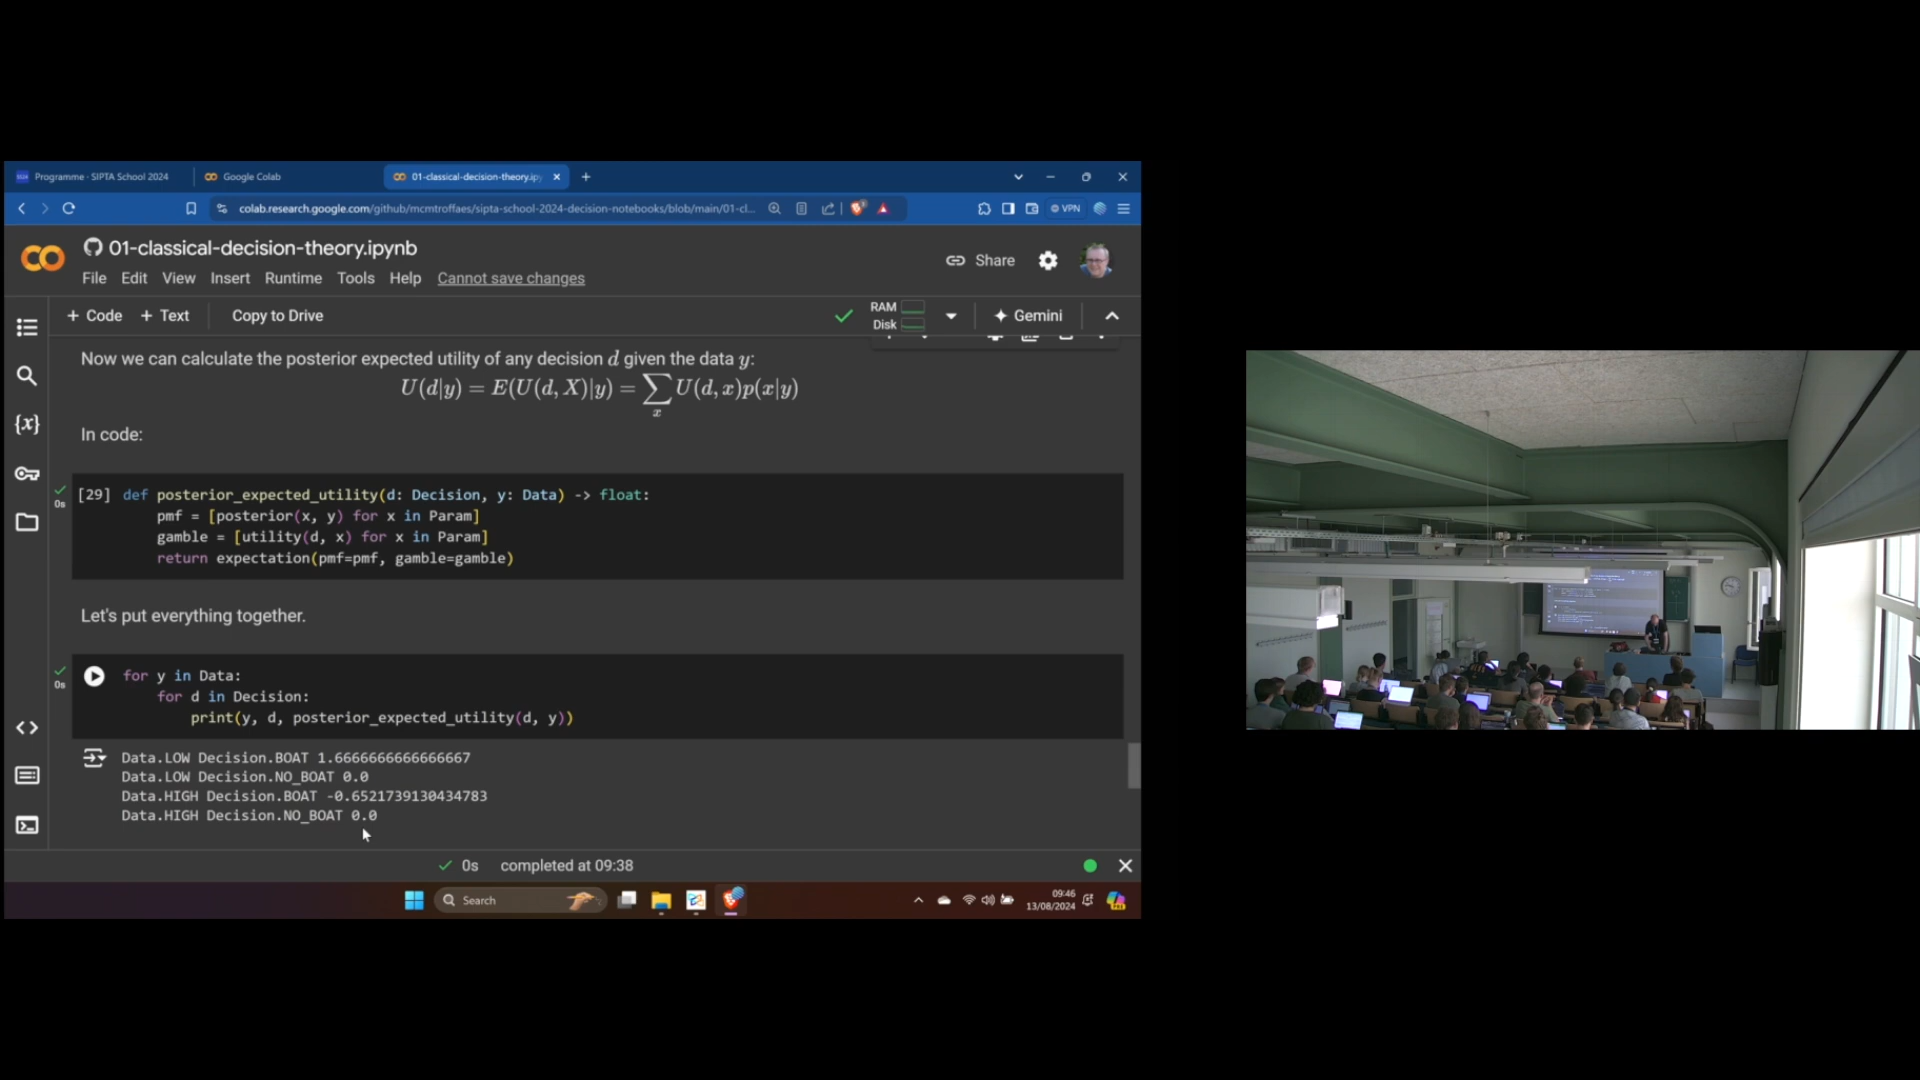 Programme · SIPTA School 2024
Google Colab
01-classical-decision-theory.ip
colab.research.google.com/github/mcmtroffaes/sipta-school-2024-decision-notebooks/blob/main/01-cl...
VPN
01-classical-decision-theory.ipynb
File Edit View Insert Runtime Tools Help Cannot save changes
Share
+ Code + Text Copy to Drive
RAM
Disk
Gemini
Now we can calculate the posterior expected utility of any decision d given the data y:
U(d|y) = E(U(d, X)|y) = ∑ₓ U(d, x)p(x|y)
In code:
0s
[29] def posterior_expected_utility(d: Decision, y: Data) -> float:
pmf = [posterior(x, y) for x in Param]
gamble = [utility(d, x) for x in Param]
return expectation(pmf=pmf, gamble=gamble)
Let's put everything together.
0s
for y in Data:
for d in Decision:
print(y, d, posterior_expected_utility(d, y))
Data.LOW Decision.BOAT 1.6666666666666667
Data.LOW Decision.NO_BOAT 0.0
Data.HIGH Decision.BOAT -0.6521739130434783
Data.HIGH Decision.NO_BOAT 0.0
0s completed at 09:38
Search
09:46
13/08/2024